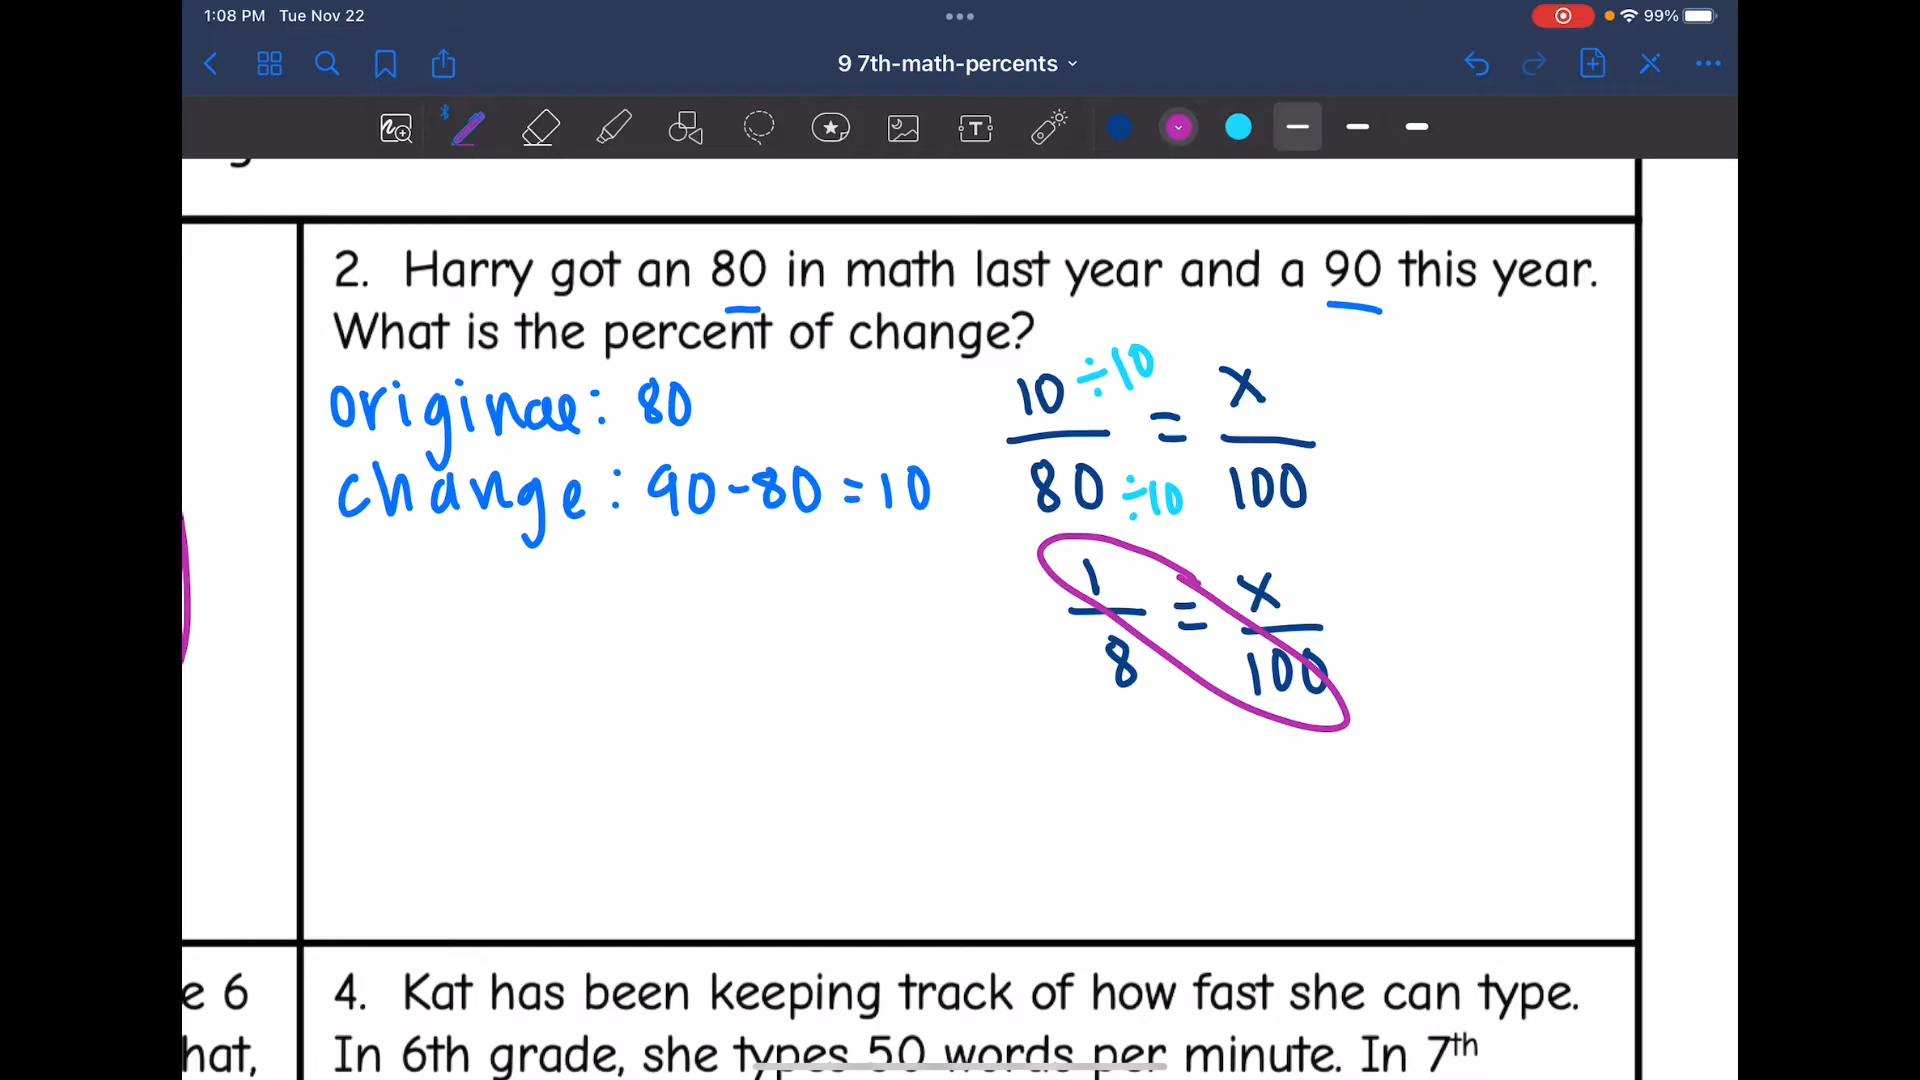 1:08 PM Tue Nov 22
99%
9 7th-math-percents
T
2. Harry got an 80 in math last year and a 90 this year.
What is the percent of change?
original: 80
change: 90-80=10
10 ÷10 = x
80 ÷10 100
1 = x
8 100
e 6
hat,
4. Kat has been keeping track of how fast she can type.
In 6th grade, she types 50 words per minute. In 7th